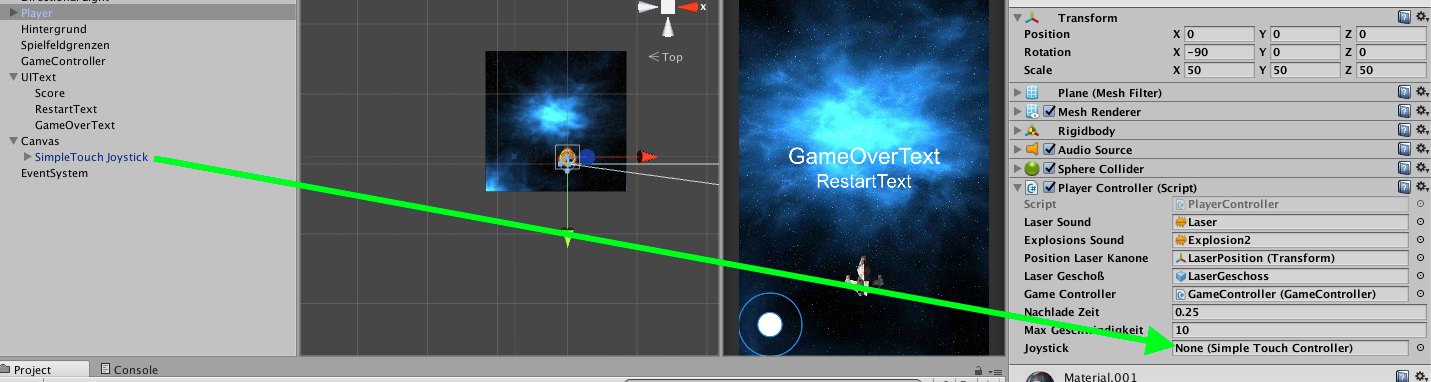 Player
Hintergrund
Spielfeldgrenzen
GameController
UIText
Score
RestartText
GameOverText
Canvas
SimpleTouch Joystick
EventSystem
Project
Console
x
Top
GameOverText
RestartText
Transform
Position X 0 Y 0 Z 0
Rotation X -90 Y 0 Z 0
Scale X 50 Y 50 Z 50
Plane (Mesh Filter)
Mesh Renderer
Rigidbody
Audio Source
Sphere Collider
Player Controller (Script)
Script PlayerController
Laser Sound Laser
Explosions Sound Explosion2
Position Laser Kanone LaserPosition (Transform)
Laser Geschoß LaserGeschoss
Game Controller GameController (GameController)
Nachlade Zeit 0.25
Max Geschwindigkeit 10
Joystick None (Simple Touch Controller)
Material.001